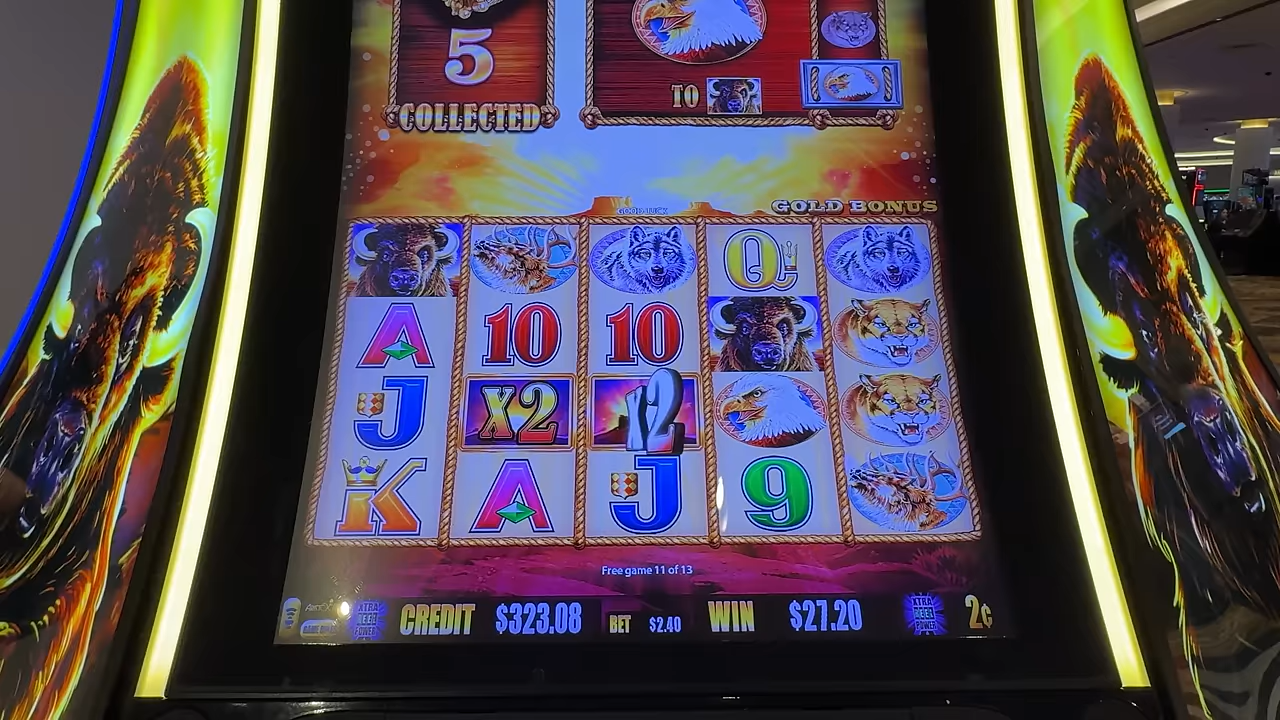 5
COLLECTED
TO
GOOD LUCK
GOLD BONUS
Q
A 10 10
J X2 X2
K A J 9
Free game 11 of 13
XTRA REEL POWER CREDIT $323.08 BET $2.40 WIN $27.20 XTRA REEL POWER 2¢